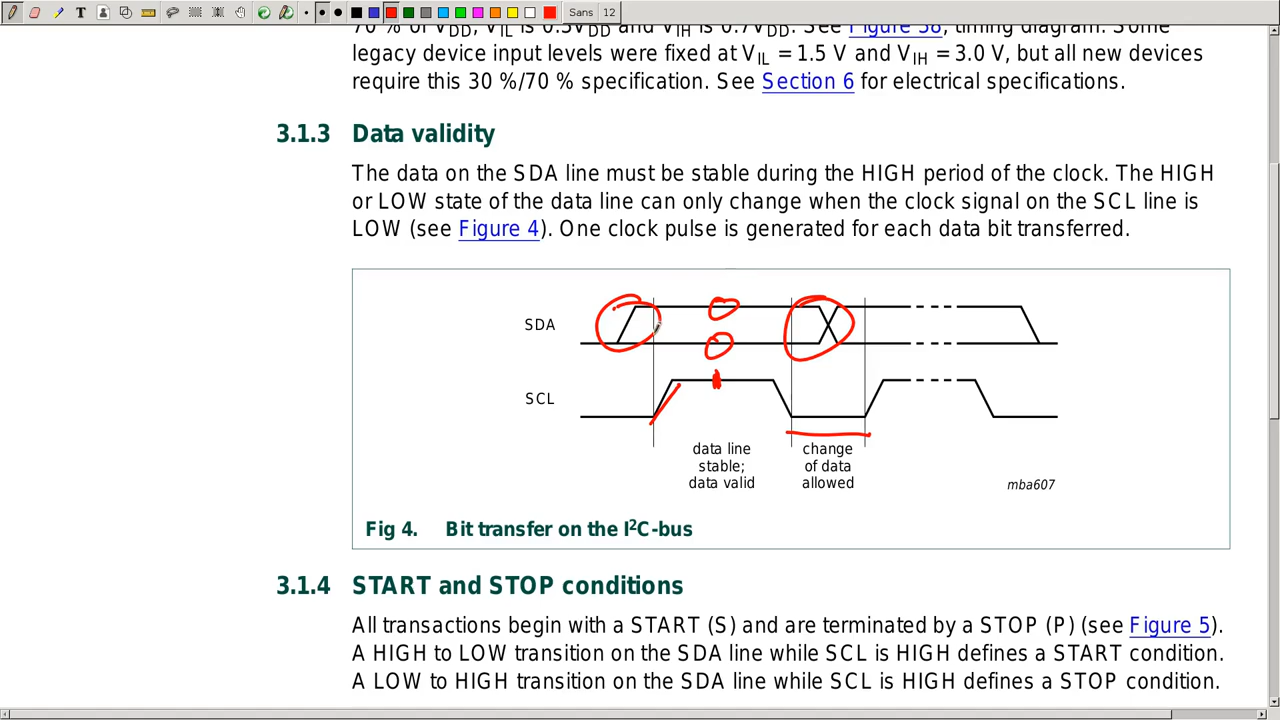 Sans 12
70 % of VDD; VIL is 0.3VDD and VIH is 0.7VDD. See Figure 38, timing diagram. Some
legacy device input levels were fixed at VIL = 1.5 V and VIH = 3.0 V, but all new devices
require this 30 %/70 % specification. See Section 6 for electrical specifications.
3.1.3 Data validity
The data on the SDA line must be stable during the HIGH period of the clock. The HIGH
or LOW state of the data line can only change when the clock signal on the SCL line is
LOW (see Figure 4). One clock pulse is generated for each data bit transferred.
SDA
SCL
data line
stable;
data valid
change
of data
allowed
mba607
Fig 4. Bit transfer on the I2C-bus
3.1.4 START and STOP conditions
All transactions begin with a START (S) and are terminated by a STOP (P) (see Figure 5).
A HIGH to LOW transition on the SDA line while SCL is HIGH defines a START condition.
A LOW to HIGH transition on the SDA line while SCL is HIGH defines a STOP condition.